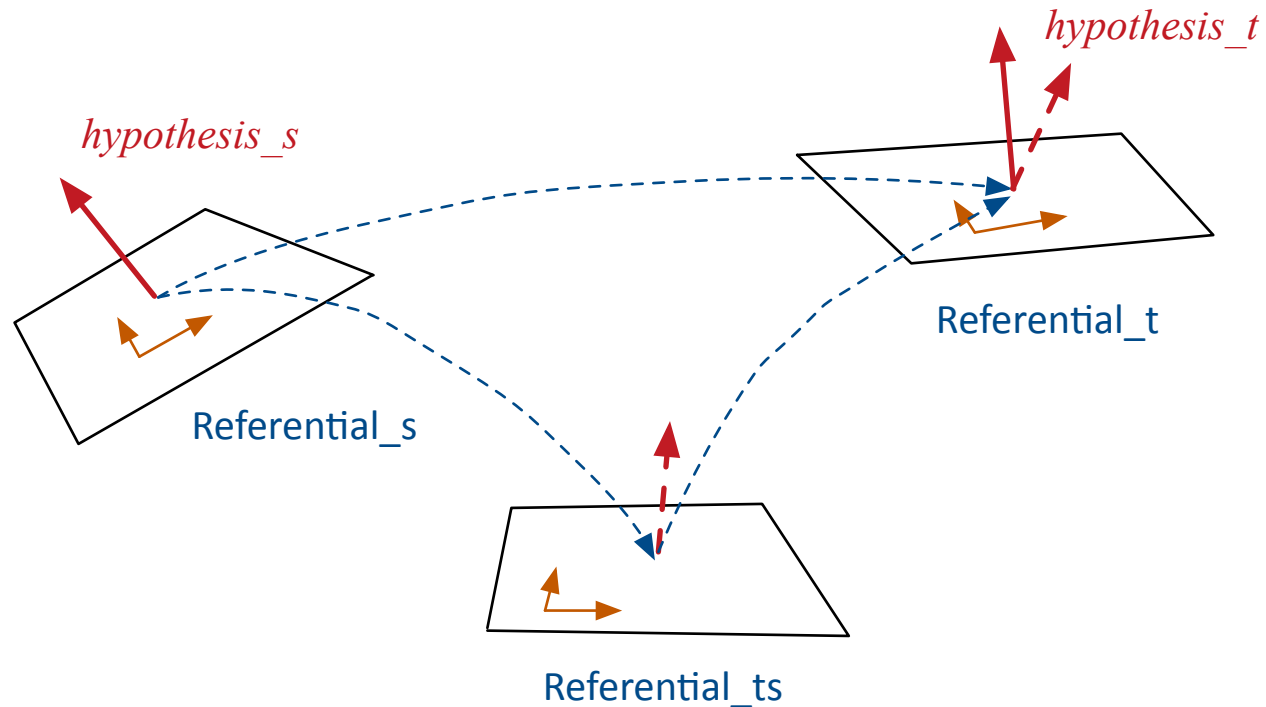 hypothesis_t
hypothesis_s
Referential_t
Referential_s
Referential_ts